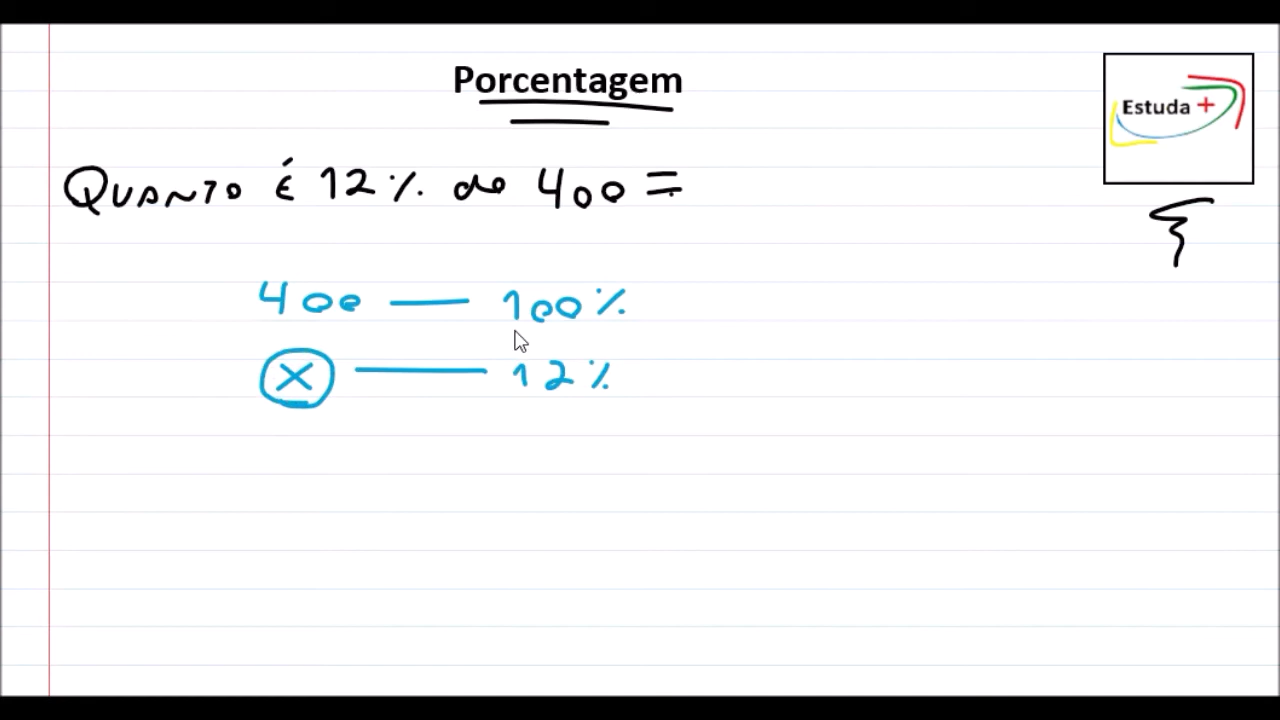 Porcentagem
Estuda +
QUANTO É 12% de 400 =
400 — 100%
X — 12%